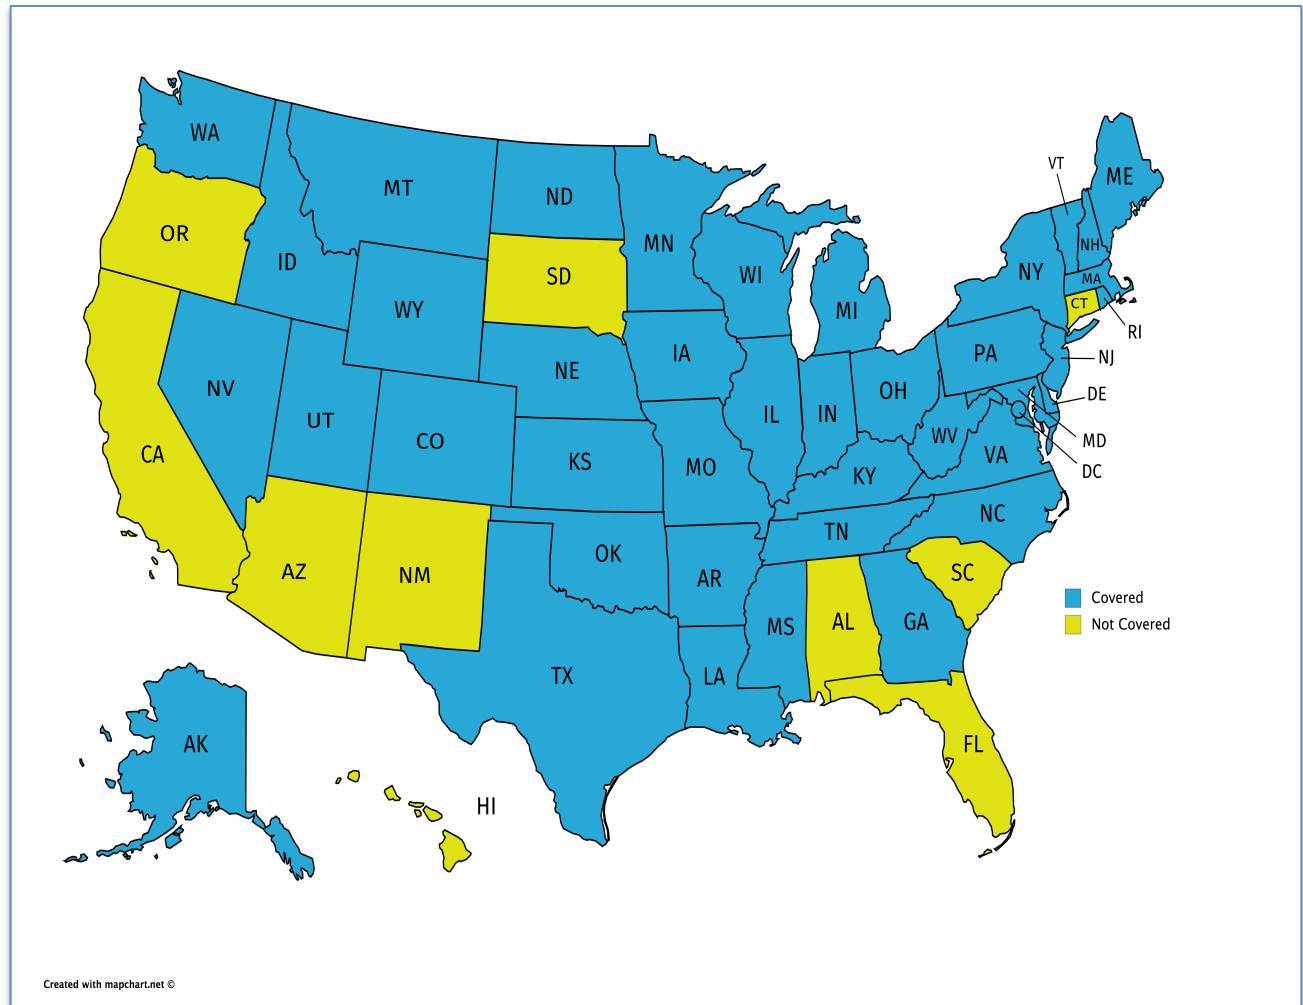 WA
OR
CA
NV
ID
MT
WY
UT
CO
AZ
NM
ND
SD
NE
KS
OK
TX
MN
IA
MO
AR
LA
WI
IL
MI
IN
OH
KY
TN
MS
AL
GA
FL
SC
NC
VA
WV
PA
NY
VT
NH
ME
MA
CT
RI
NJ
DE
MD
DC
AK
HI
Covered
Not Covered
Created with mapchart.net ©